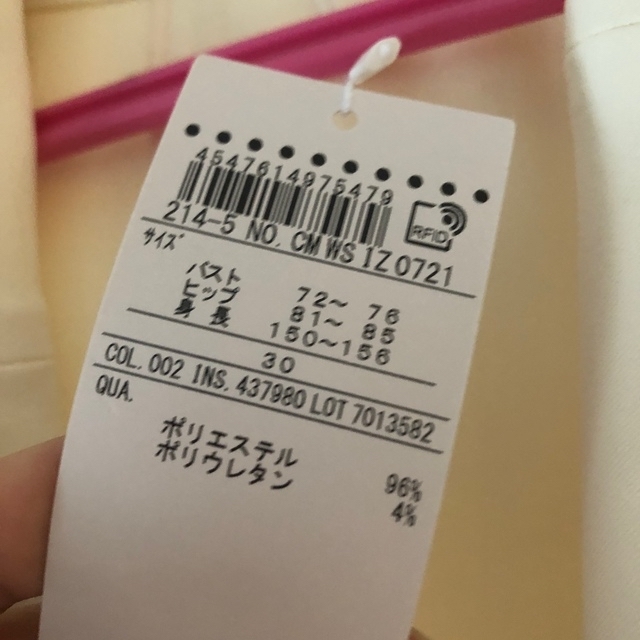 4547614975479
RFID
214-5 NO. CM WS 1Z0721
ｻｲｽﾞ
バスト 72～ 76
ヒップ 81～ 85
身長 150～156
30
COL. 002 INS. 437980 LOT 7013582
QUA.
ポリエステル 96%
ポリウレタン 4%